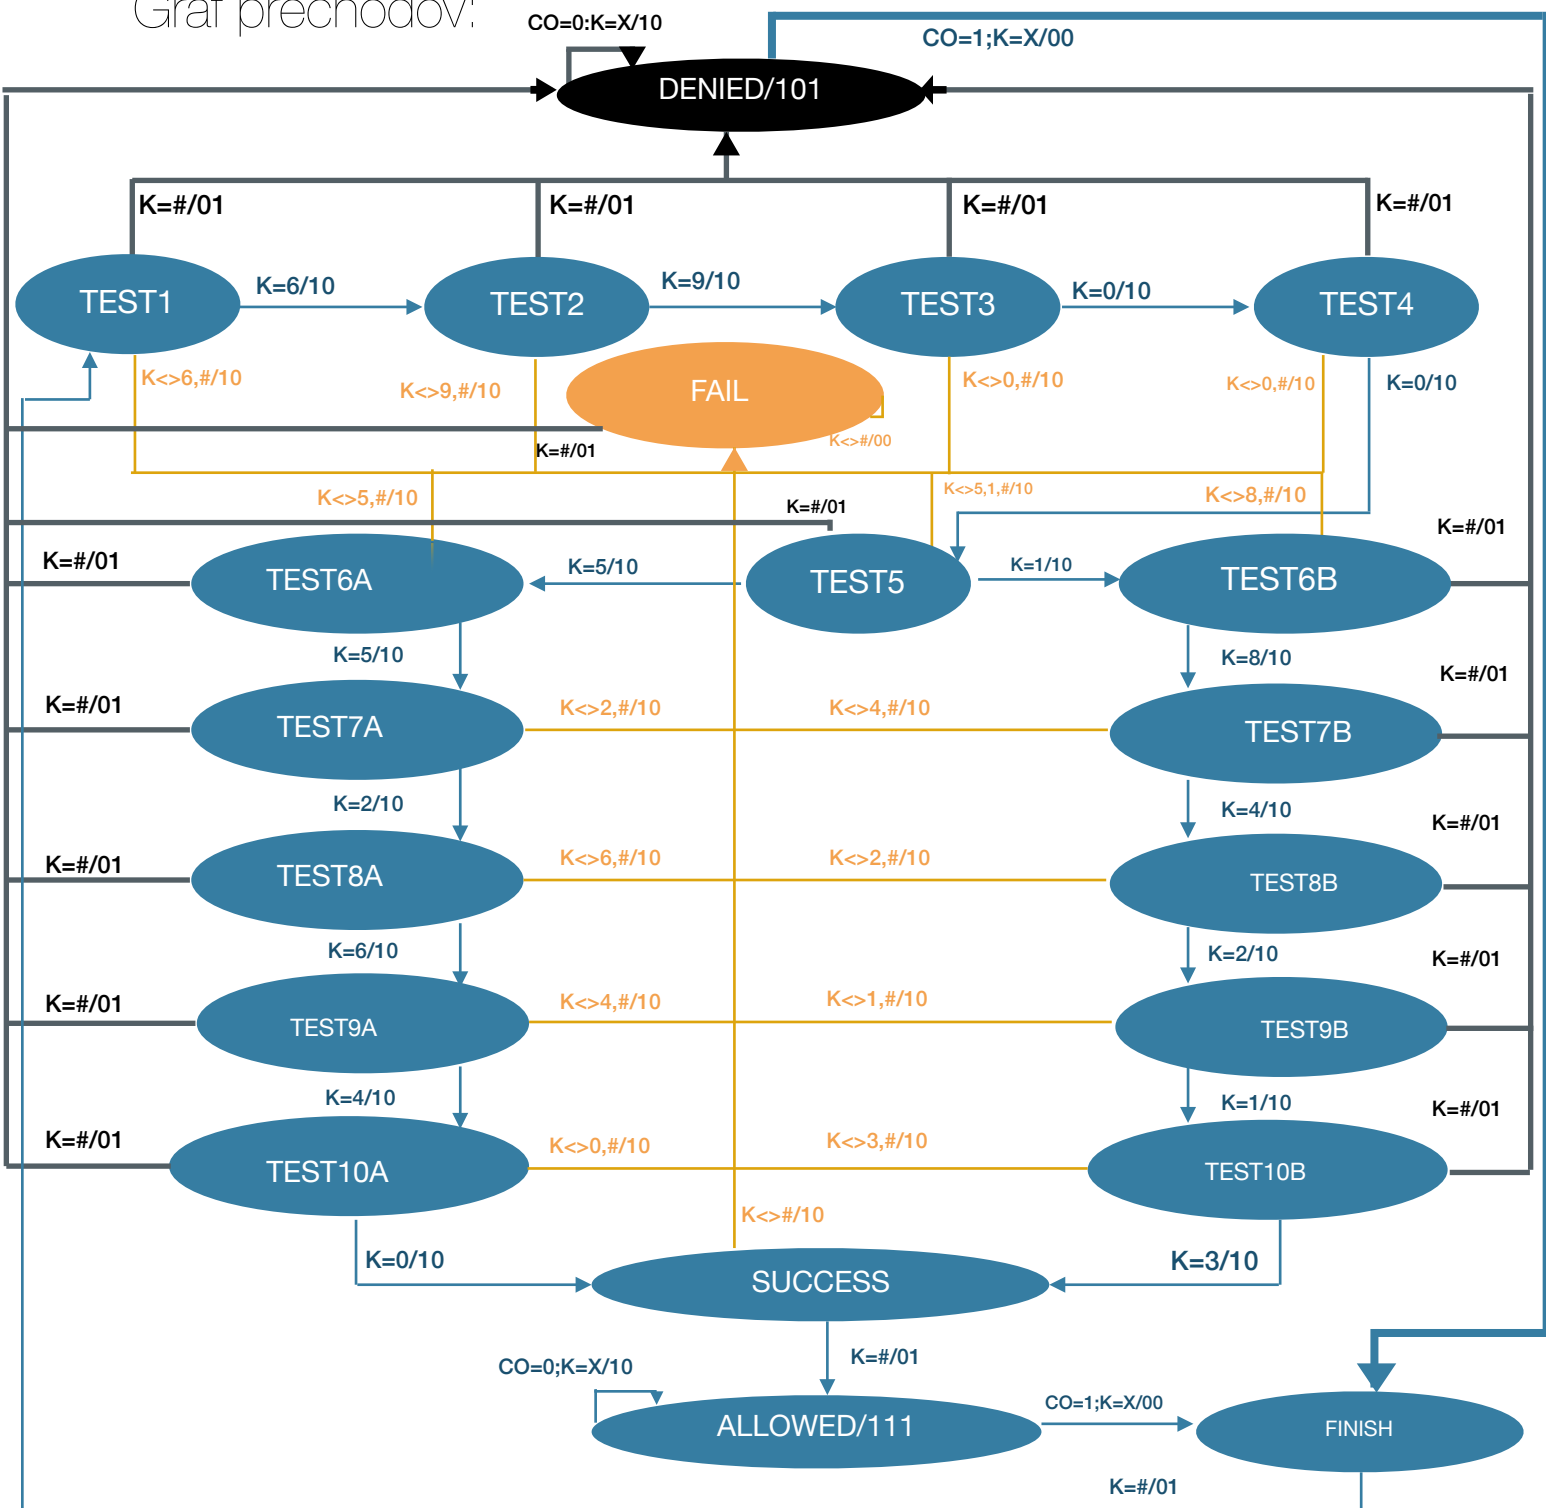 Graf prechodov:
CO=0:K=X/10
CO=1;K=X/00
DENIED/101
K=#/01
K=#/01
K=#/01
K=#/01
TEST1
K=6/10
TEST2
K=9/10
TEST3
K=0/10
TEST4
K<>6,#/10
K<>9,#/10
FAIL
K<>0,#/10
K<>0,#/10
K=0/10
K<>#/00
K=#/01
K<>5,#/10
K=#/01
K<>5,1,#/10
K<>8,#/10
K=#/01
K=#/01
TEST6A
K=5/10
TEST5
K=1/10
TEST6B
K=5/10
K=8/10
K=#/01
K=#/01
TEST7A
K<>2,#/10
K<>4,#/10
TEST7B
K=2/10
K=4/10
K=#/01
K=#/01
TEST8A
K<>6,#/10
K<>2,#/10
TEST8B
K=6/10
K=2/10
K=#/01
K=#/01
TEST9A
K<>4,#/10
K<>1,#/10
TEST9B
K=4/10
K=1/10
K=#/01
K=#/01
TEST10A
K<>0,#/10
K<>3,#/10
TEST10B
K<>#/10
K=0/10
SUCCESS
K=3/10
CO=0;K=X/10
K=#/01
ALLOWED/111
CO=1;K=X/00
FINISH
K=#/01